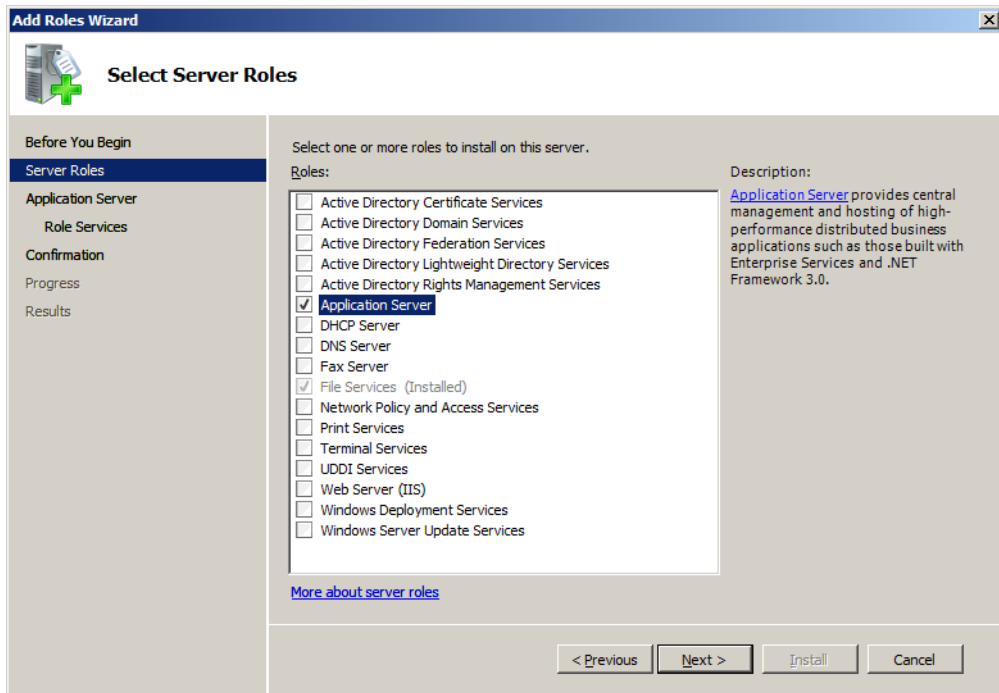 Add Roles Wizard
Select Server Roles
Before You Begin
Server Roles
Application Server
Role Services
Confirmation
Progress
Results
Select one or more roles to install on this server.
Roles:
Active Directory Certificate Services
Active Directory Domain Services
Active Directory Federation Services
Active Directory Lightweight Directory Services
Active Directory Rights Management Services
Application Server
DHCP Server
DNS Server
Fax Server
File Services (Installed)
Network Policy and Access Services
Print Services
Terminal Services
UDDI Services
Web Server (IIS)
Windows Deployment Services
Windows Server Update Services
More about server roles
Description:
Application Server provides central
management and hosting of high-
performance distributed business
applications such as those built with
Enterprise Services and .NET
Framework 3.0.
< Previous
Next >
Install
Cancel